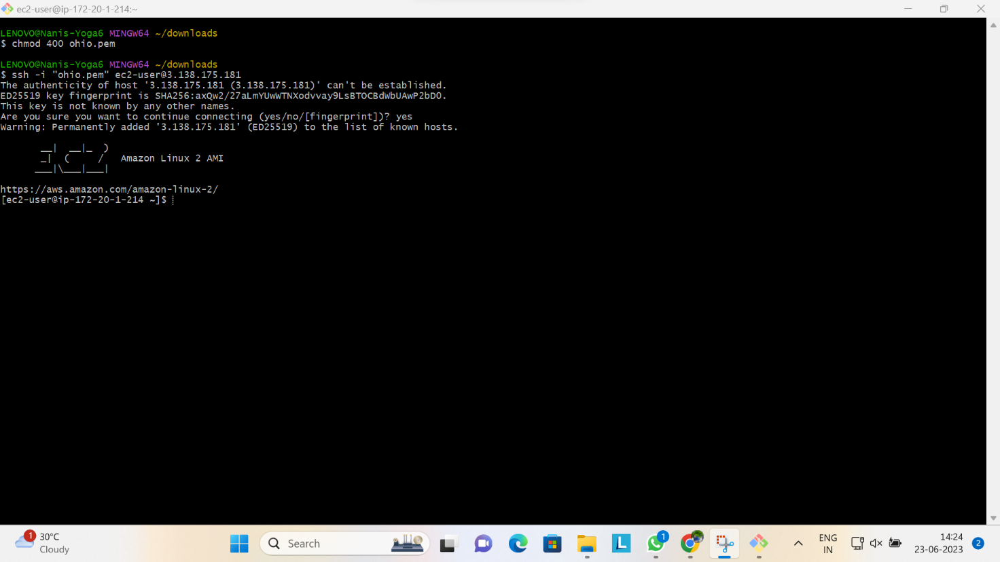 ec2-user@ip-172-20-1-214:~
LENOVO@Nanis-Yoga6 MINGW64 ~/downloads
$ chmod 400 ohio.pem
LENOVO@Nanis-Yoga6 MINGW64 ~/downloads
$ ssh -i "ohio.pem" ec2-user@3.138.175.181
The authenticity of host '3.138.175.181 (3.138.175.181)' can't be established.
ED25519 key fingerprint is SHA256:axQw2/27aLmYUwWTNXodvvay9LsBTOCBdWbUAwP2bD0.
This key is not known by any other names.
Are you sure you want to continue connecting (yes/no/[fingerprint])? yes
Warning: Permanently added '3.138.175.181' (ED25519) to the list of known hosts.
       __|  __|_  )
       _|  (     /   Amazon Linux 2 AMI
      ___|\___|___|
https://aws.amazon.com/amazon-linux-2/
[ec2-user@ip-172-20-1-214 ~]$
1
30°C
Cloudy
Search
L
1
ENG
IN
14:24
23-06-2023
2